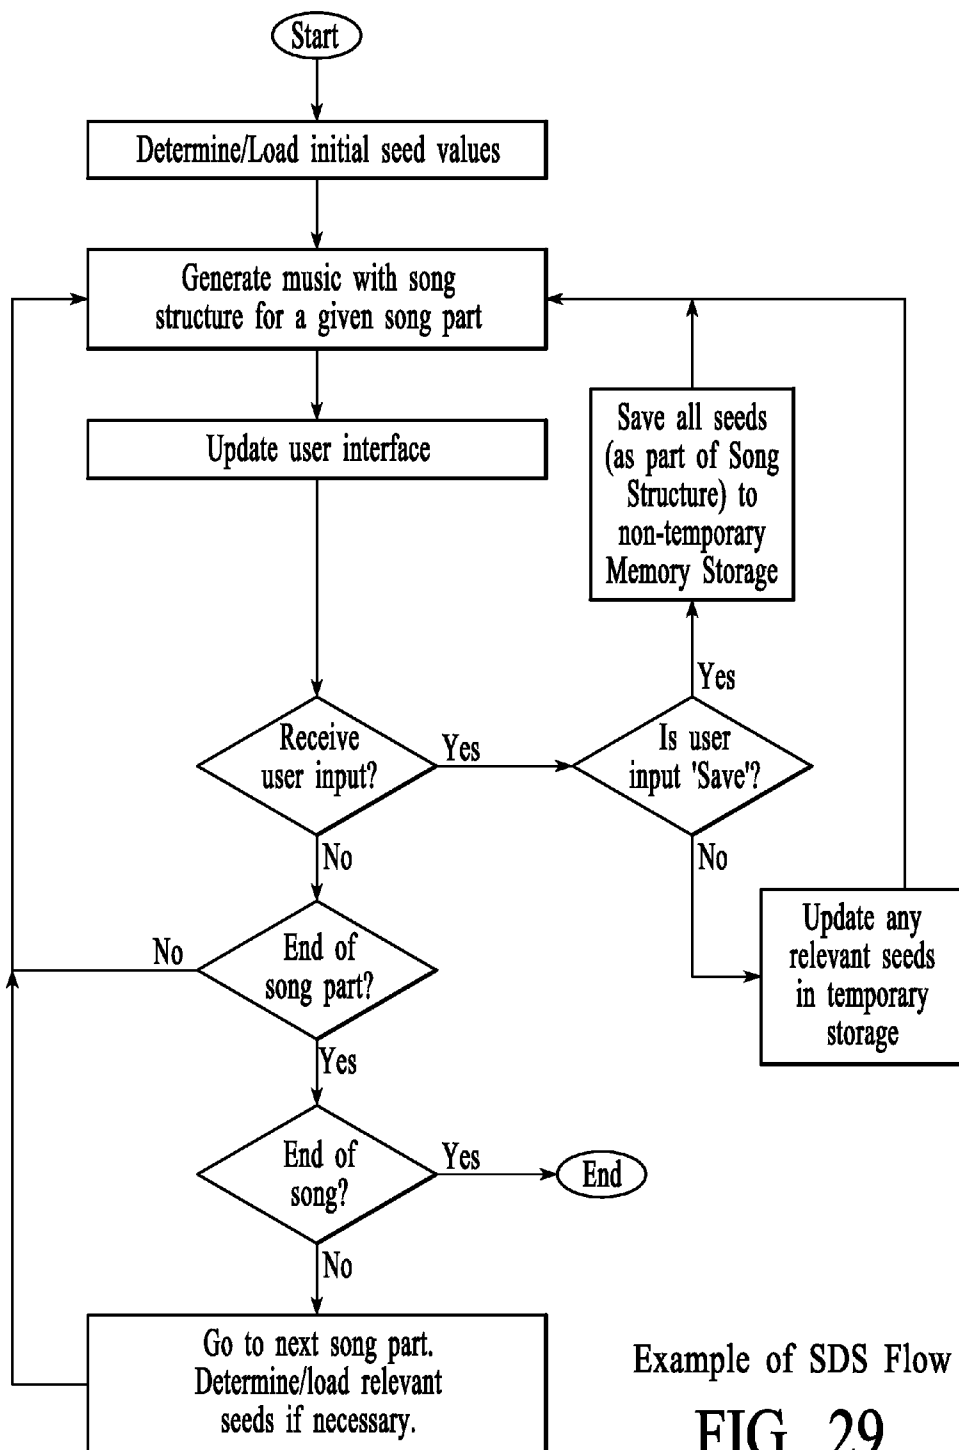 Start
Determine/Load initial seed values
Generate music with song
structure for a given song part
Update user interface
Save all seeds
(as part of Song
Structure) to
non-temporary
Memory Storage
Yes
Receive
user input?
Yes
Is user
input 'Save'?
No
No
Update any
relevant seeds
in temporary
storage
End of
song part?
No
Yes
End of
song?
Yes
End
No
Go to next song part.
Determine/load relevant
seeds if necessary.
Example of SDS Flow
FIG. 29